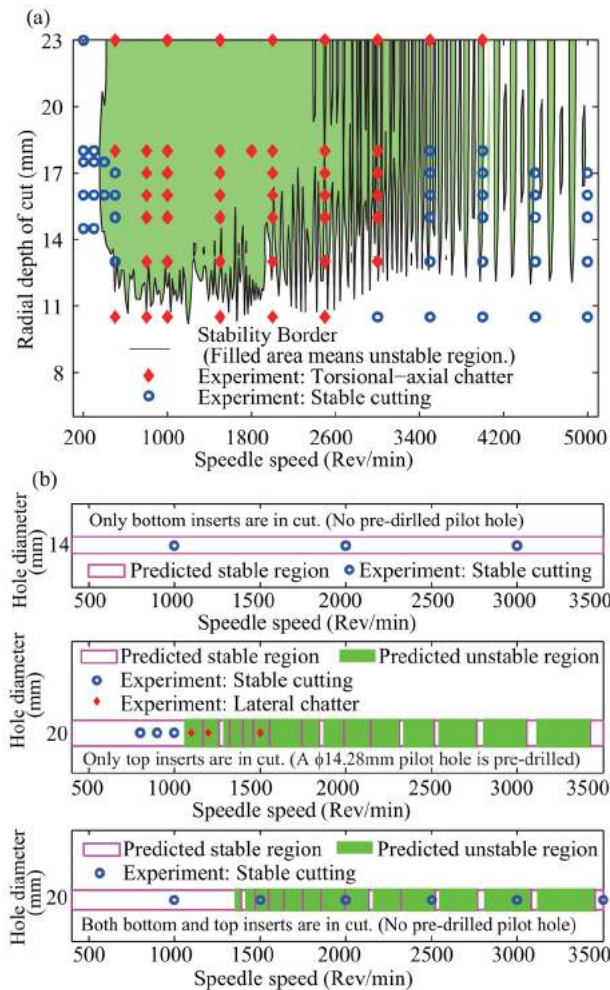 (a)
23
20
17
14
11
8
Radial depth of cut (mm)
Stability Border
(Filled area means unstable region.)
Experiment: Torsional−axial chatter
Experiment: Stable cutting
200 1000 1800 2600 3400 4200 5000
Speedle speed (Rev/min)
(b)
Hole diameter
(mm)
14
Only bottom inserts are in cut. (No pre-dirlled pilot hole)
Predicted stable region Experiment: Stable cutting
500 1000 1500 2000 2500 3000 3500
Speedle speed (Rev/min)
Hole diameter
(mm)
20
Predicted stable region Predicted unstable region
Experiment: Stable cutting
Experiment: Lateral chatter
Only top inserts are in cut. (A ϕ14.28mm pilot hole is pre-drilled)
500 1000 1500 2000 2500 3000 3500
Speedle speed (Rev/min)
Hole diameter
(mm)
20
Predicted stable region Predicted unstable region
Experiment: Stable cutting
Both bottom and top inserts are in cut. (No pre-drilled pilot hole)
500 1000 1500 2000 2500 3000 3500
Speedle speed (Rev/min)